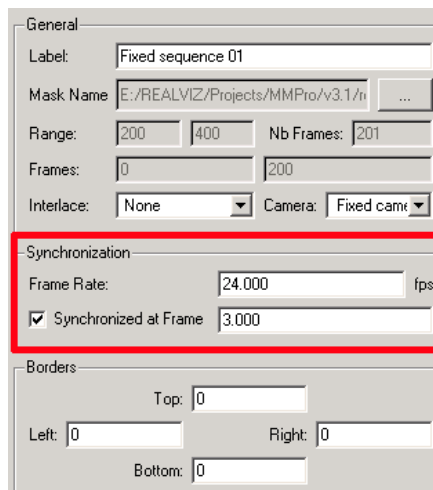 General
Label: Fixed sequence 01
Mask Name E:/REALVIZ/Projects/MMPro/v3.1/ ...
Range: 200 400 Nb Frames: 201
Frames: 0 200
Interlace: None Camera: Fixed came
Synchronization
Frame Rate: 24.000 fps
Synchronized at Frame 3.000
Borders
Top: 0
Left: 0 Right: 0
Bottom: 0